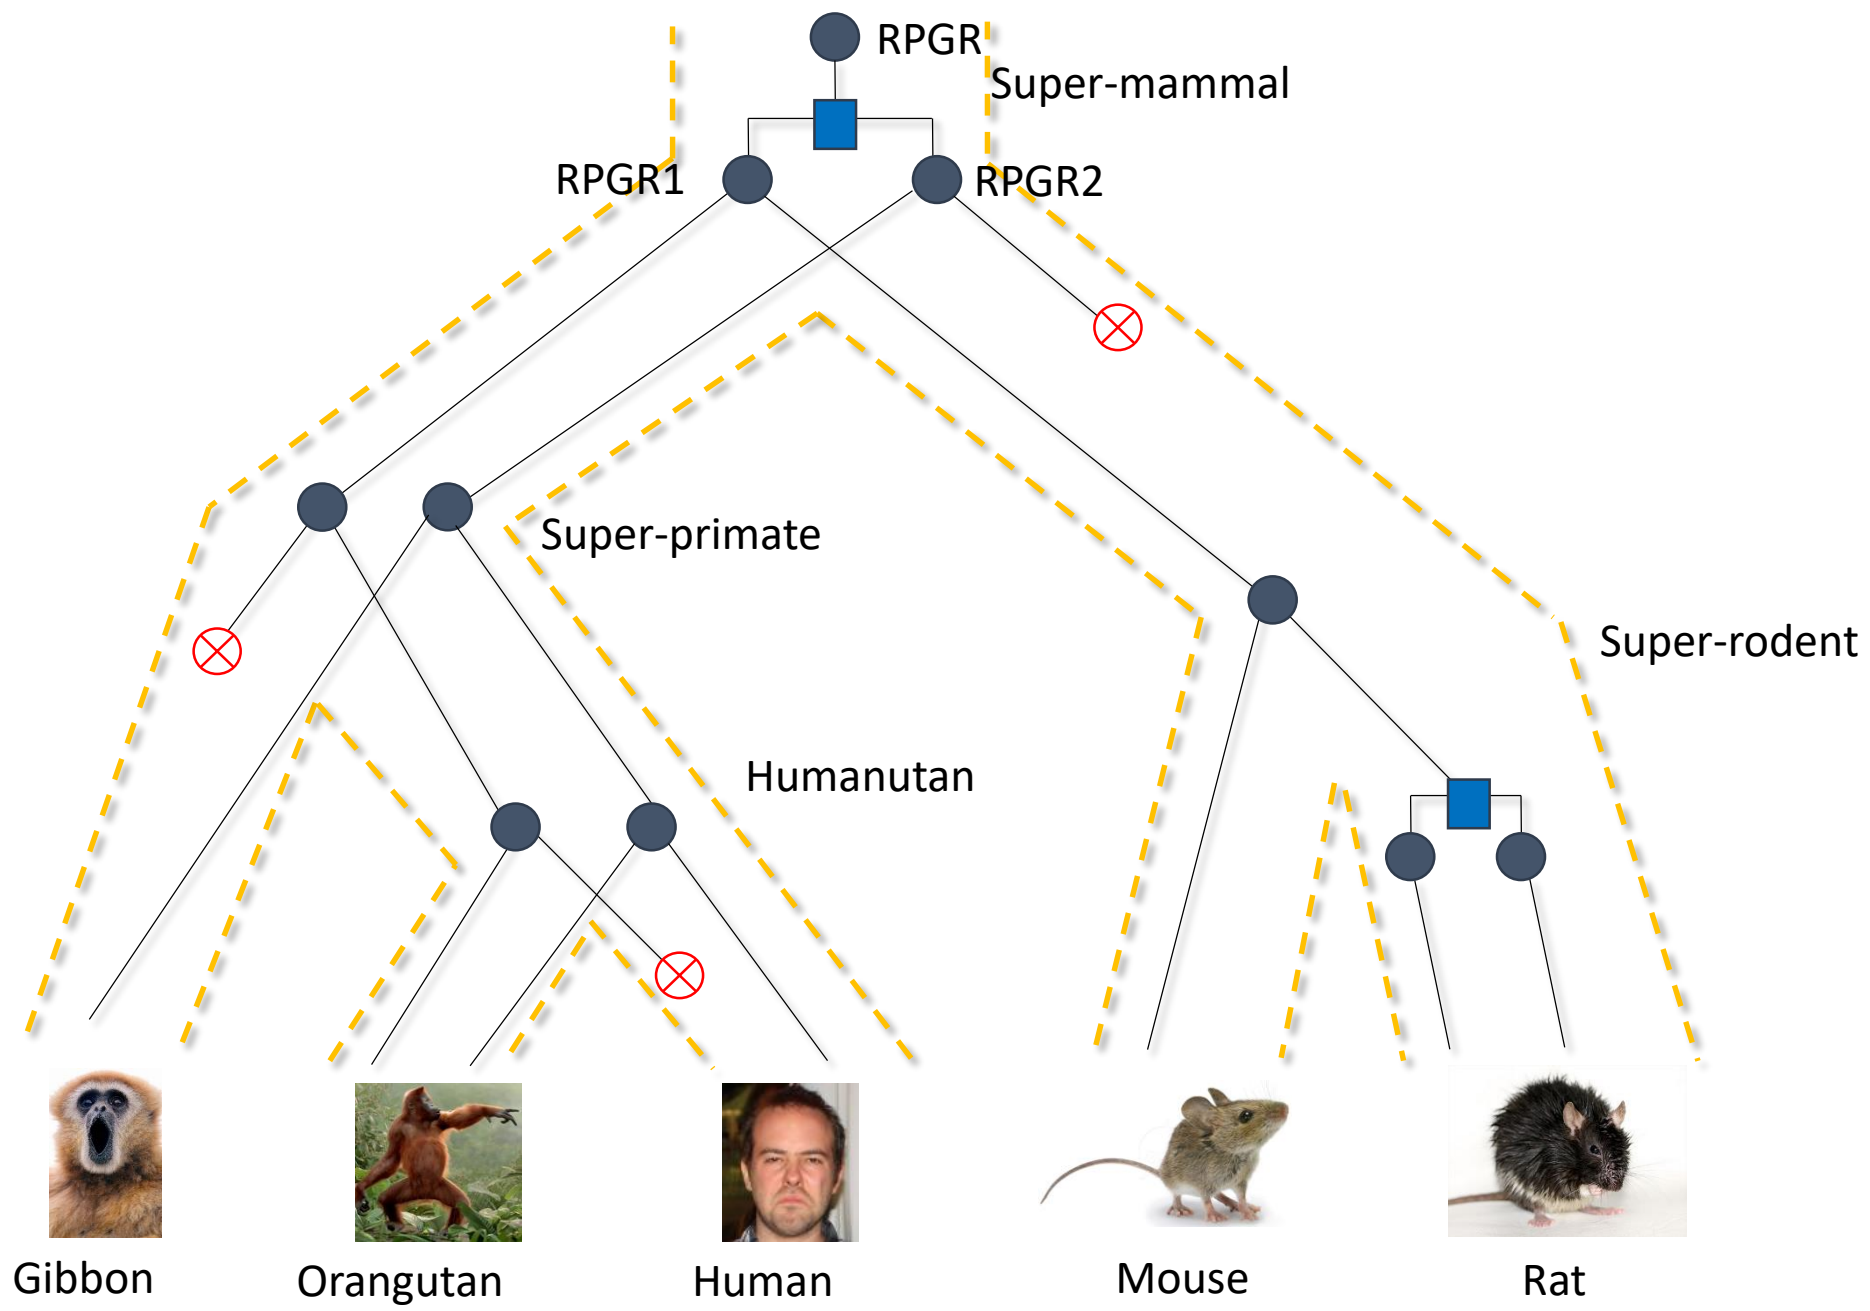 RPGR
Super-mammal
RPGR1
RPGR2
Super-primate
Super-rodent
Humanutan
Gibbon
Orangutan
Human
Mouse
Rat